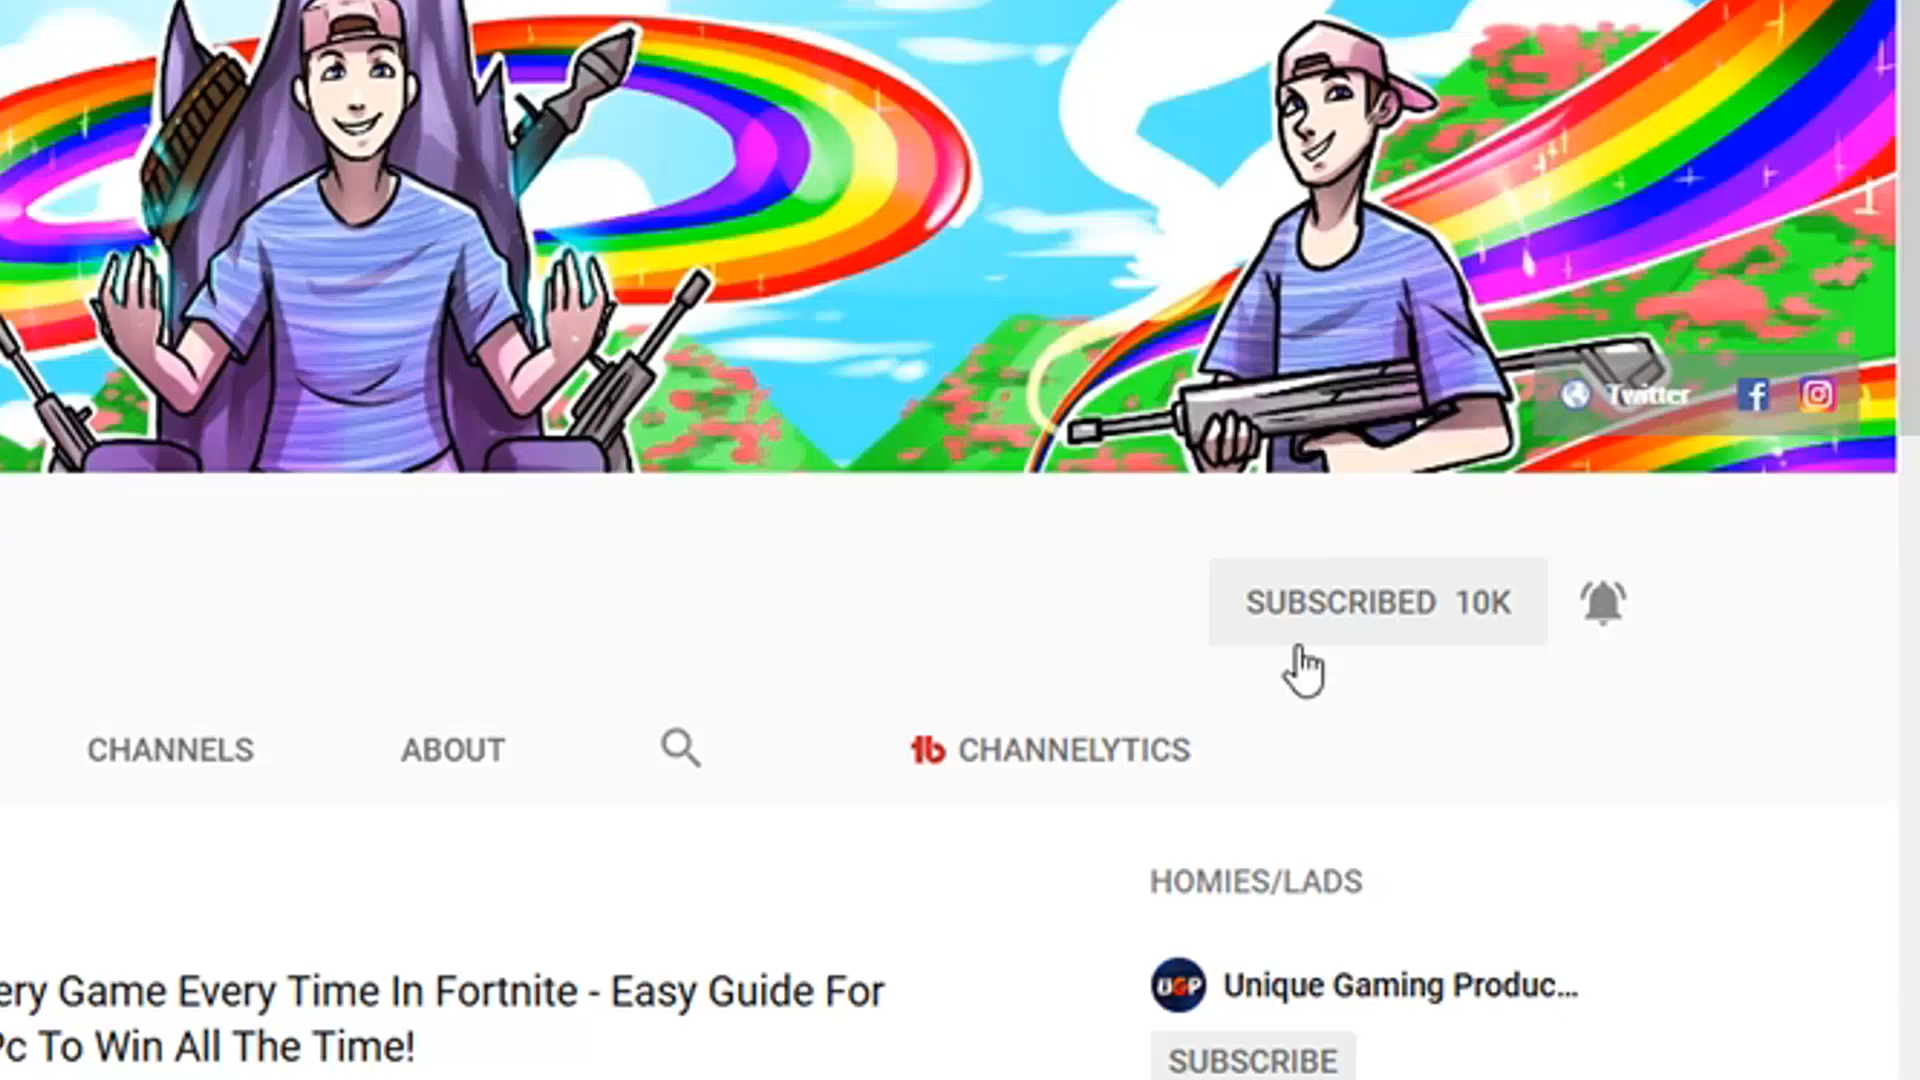 Twitter
SUBSCRIBED 10K
CHANNELS ABOUT CHANNELYTICS
HOMIES/LADS
ery Game Every Time In Fortnite - Easy Guide For
Pc To Win All The Time!
UGP Unique Gaming Produc...
SUBSCRIBE